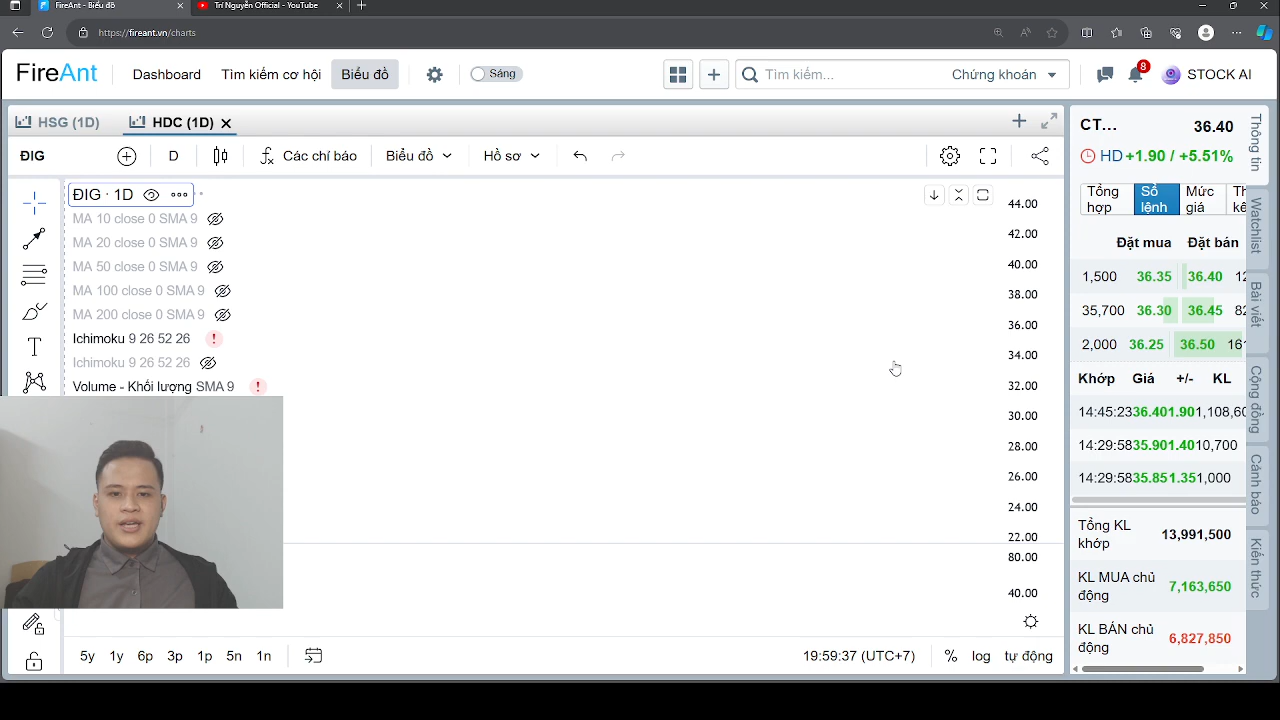 FireAnt - Biểu đồ
Trí Nguyễn Official - YouTube
https://fireant.vn/charts
FireAnt
Dashboard
Tìm kiếm cơ hội
Biểu đồ
Sáng
Tìm kiếm...
Chứng khoán
8
STOCK AI
HSG (1D)
HDC (1D)
ĐIG
D
Các chỉ báo
Biểu đồ
Hồ sơ
ĐIG · 1D
MA 10 close 0 SMA 9
MA 20 close 0 SMA 9
MA 50 close 0 SMA 9
MA 100 close 0 SMA 9
MA 200 close 0 SMA 9
Ichimoku 9 26 52 26
Ichimoku 9 26 52 26
Volume - Khối lượng SMA 9
44.00
42.00
40.00
38.00
36.00
34.00
32.00
30.00
28.00
26.00
24.00
22.00
80.00
40.00
5y 1y 6p 3p 1p 5n 1n
19:59:37 (UTC+7)
% log tự động
CT... 36.40
HD +1.90 / +5.51%
Tổng hợp
Sổ lệnh
Mức giá
Đặt mua Đặt bán
1,500 36.35 36.40
35,700 36.30 36.45
2,000 36.25 36.50
Khớp Giá +/- KL
14:45:23 36.40 1.90 1,108,60
14:29:58 35.90 1.40 10,700
14:29:58 35.85 1.35 1,000
Tổng KL khớp 13,991,500
KL MUA chủ động 7,163,650
KL BÁN chủ động 6,827,850
Thông tin
Watchlist
Bài viết
Cộng đồng
Cảnh báo
Kiến thức